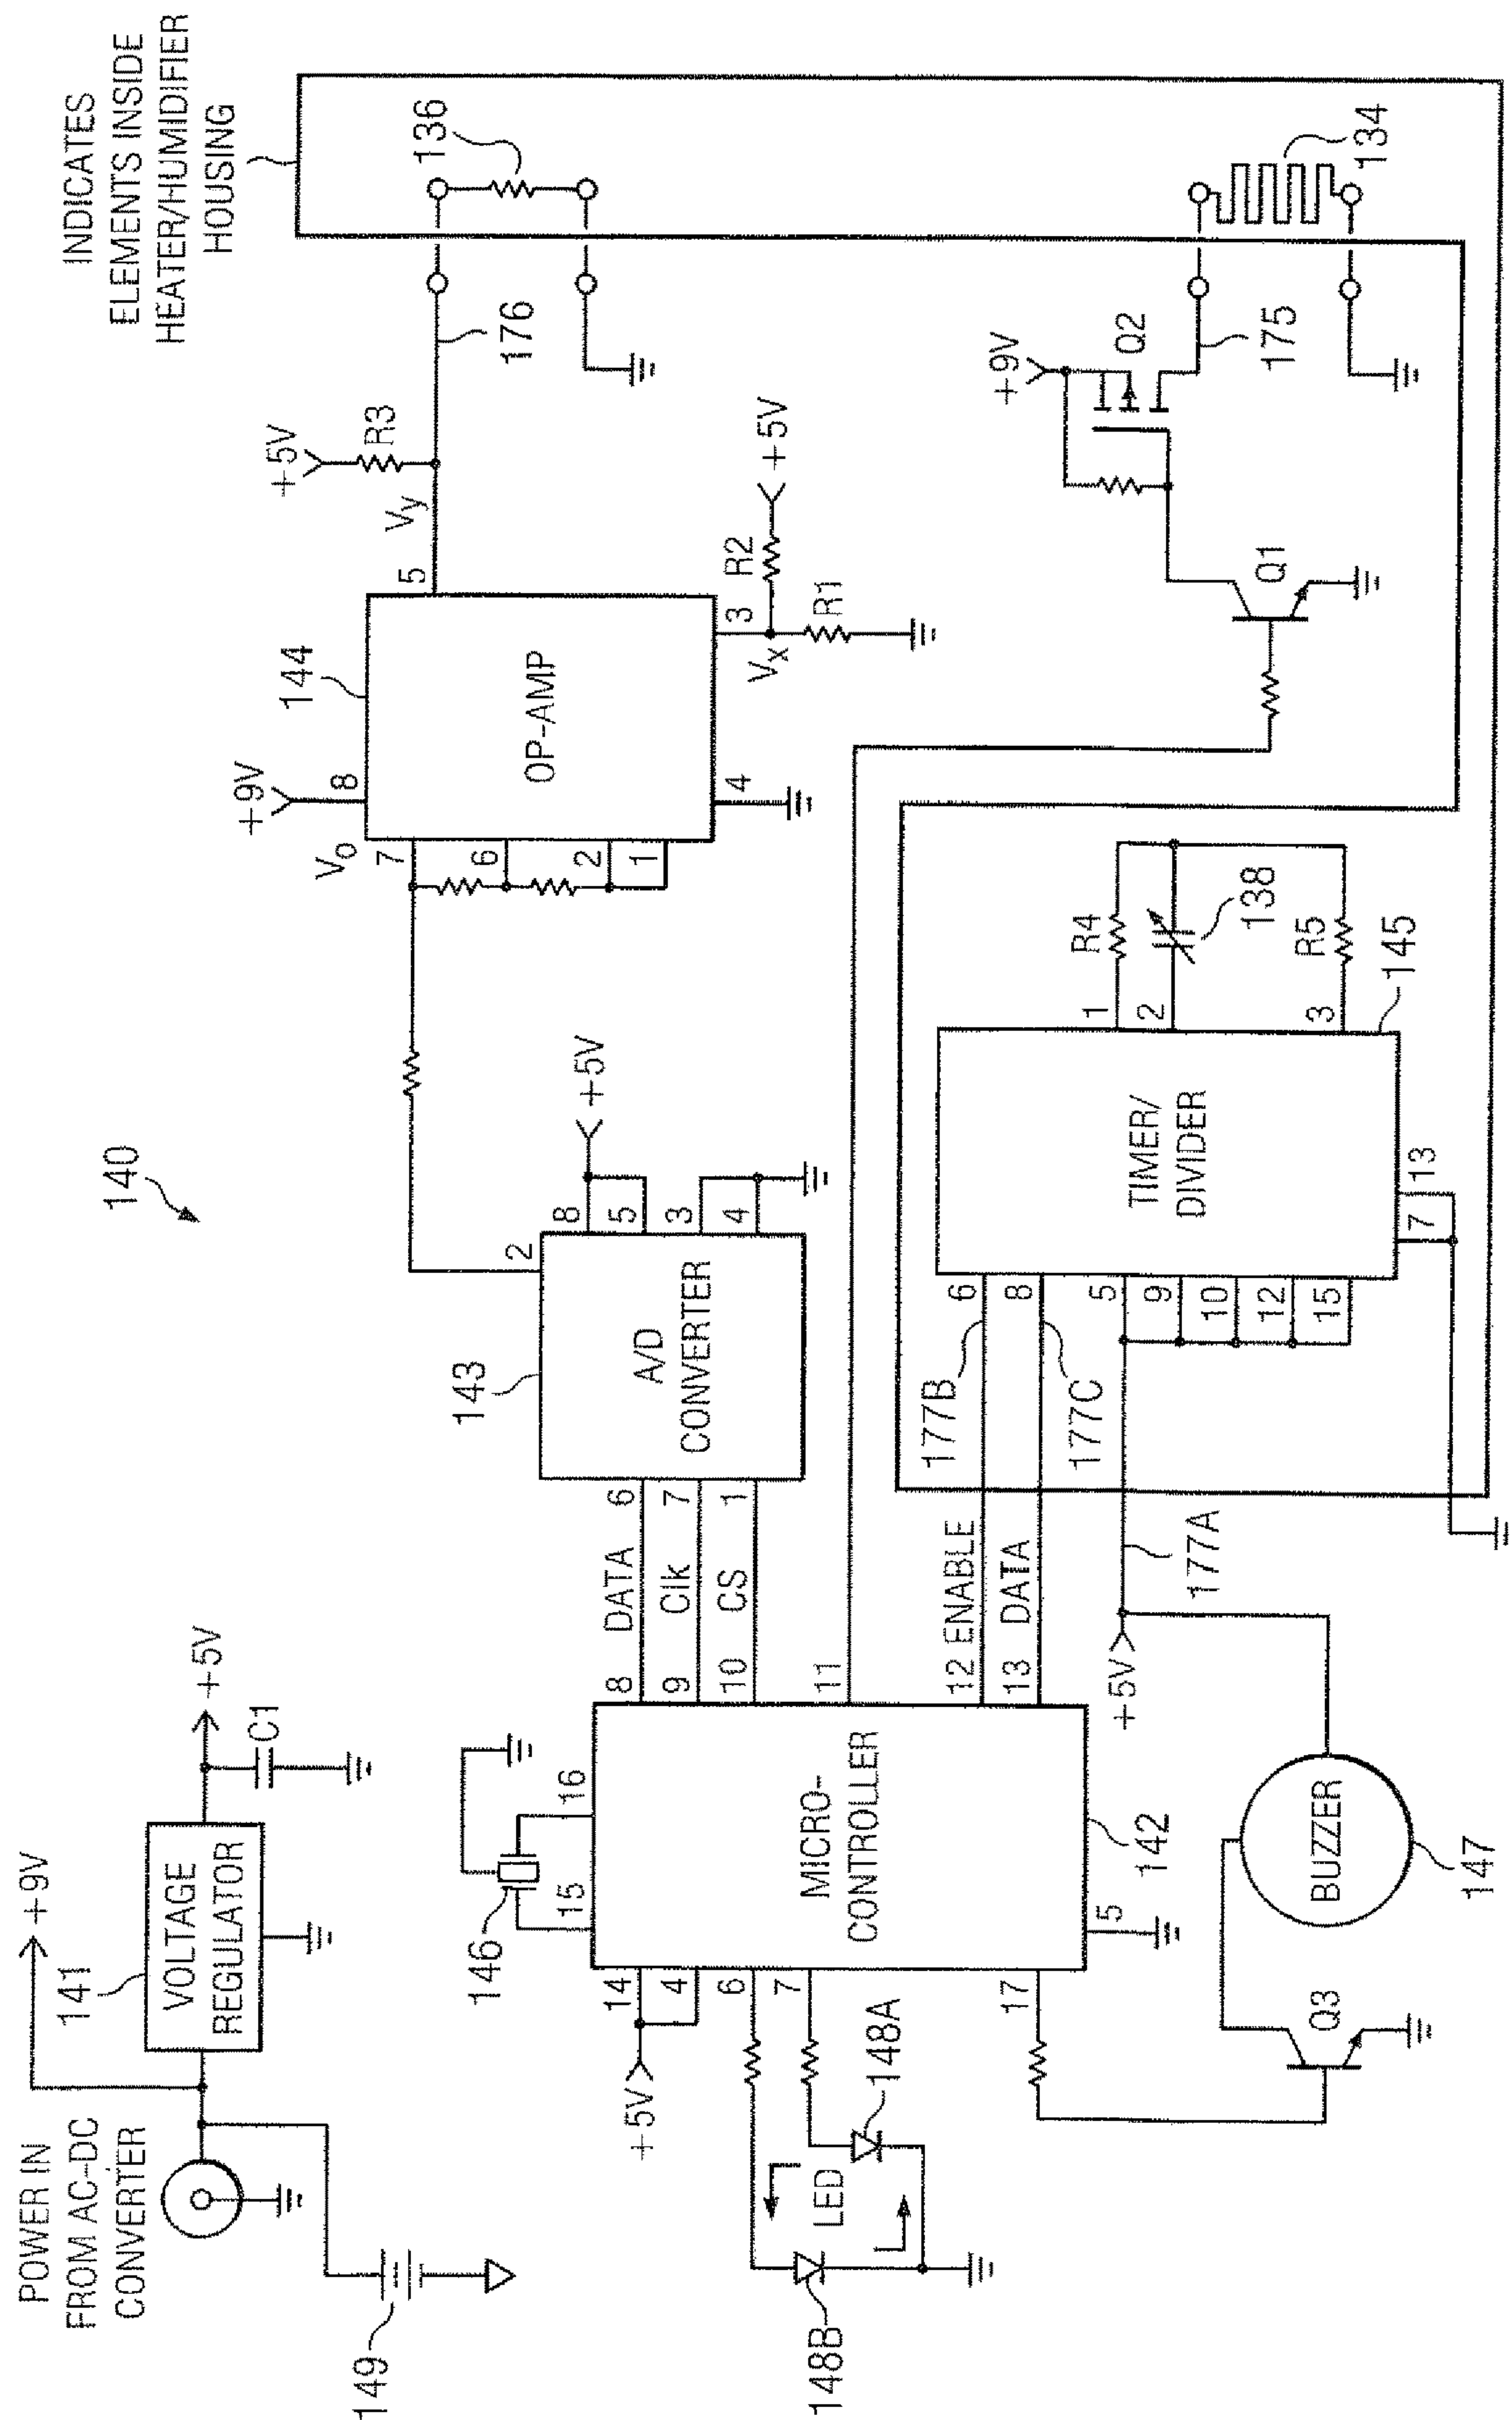 140
POWER IN
FROM AC-DC
CONVERTER
+9V
141
VOLTAGE
REGULATOR
+5V
C1
149
146
15
16
+5V
14
4
6
7
17
MICRO-
CONTROLLER
142
5
8
9
10
11
12
13
DATA
Clk
CS
ENABLE
DATA
148B
LED
148A
Q3
BUZZER
147
+5V
177A
177B
177C
143
A/D
CONVERTER
6
7
1
2
8
5
3
4
+5V
144
OP-AMP
+9V
8
Vo
7
6
2
1
4
3
5
Vx
R1
R2
+5V
Vy
+5V
R3
176
136
INDICATES
ELEMENTS INSIDE
HEATER/HUMIDIFIER
HOUSING
TIMER/
DIVIDER
145
6
8
5
9
10
12
15
7
13
1
2
3
R4
138
R5
Q1
+9V
Q2
175
134